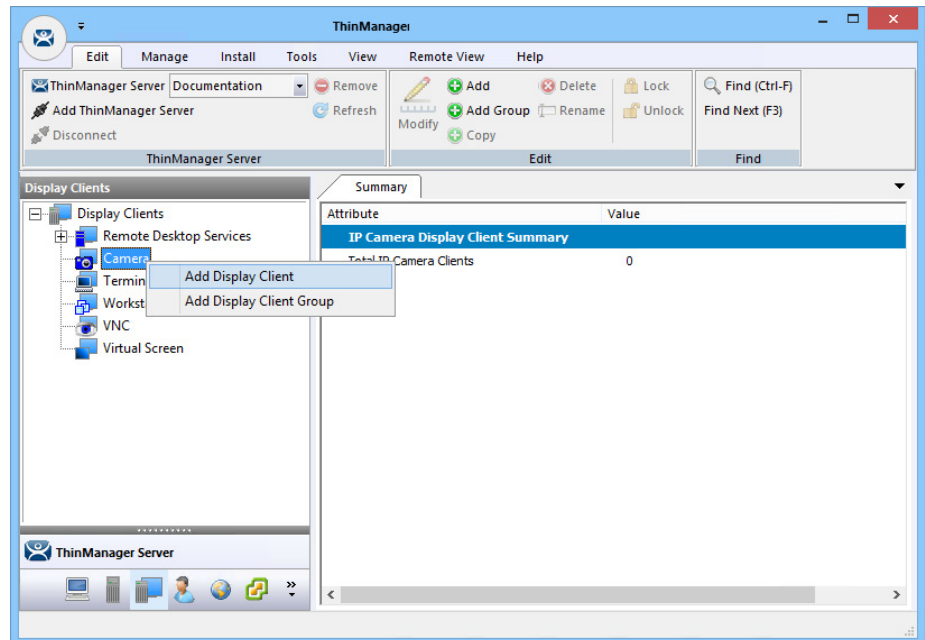 ThinManager
Edit Manage Install Tools View Remote View Help
ThinManager Server Documentation Remove Add Delete Lock Find (Ctrl-F)
Add ThinManager Server Refresh Modify Add Group Rename Unlock Find Next (F3)
Disconnect Copy
ThinManager Server Edit Find
Display Clients Summary
Display Clients Attribute Value
Remote Desktop Services IP Camera Display Client Summary
Camera Total IP Camera Clients 0
Add Display Client
Add Display Client Group
VNC
Virtual Screen
ThinManager Server